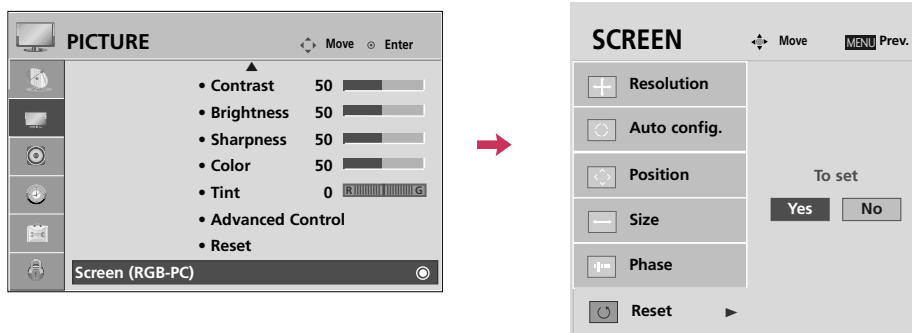 PICTURE
Move
Enter
• Contrast 50
• Brightness 50
• Sharpness 50
• Color 50
• Tint 0 R G
• Advanced Control
• Reset
Screen (RGB-PC)
SCREEN
Move
MENU Prev.
Resolution
Auto config.
Position
Size
Phase
Reset
To set
Yes No